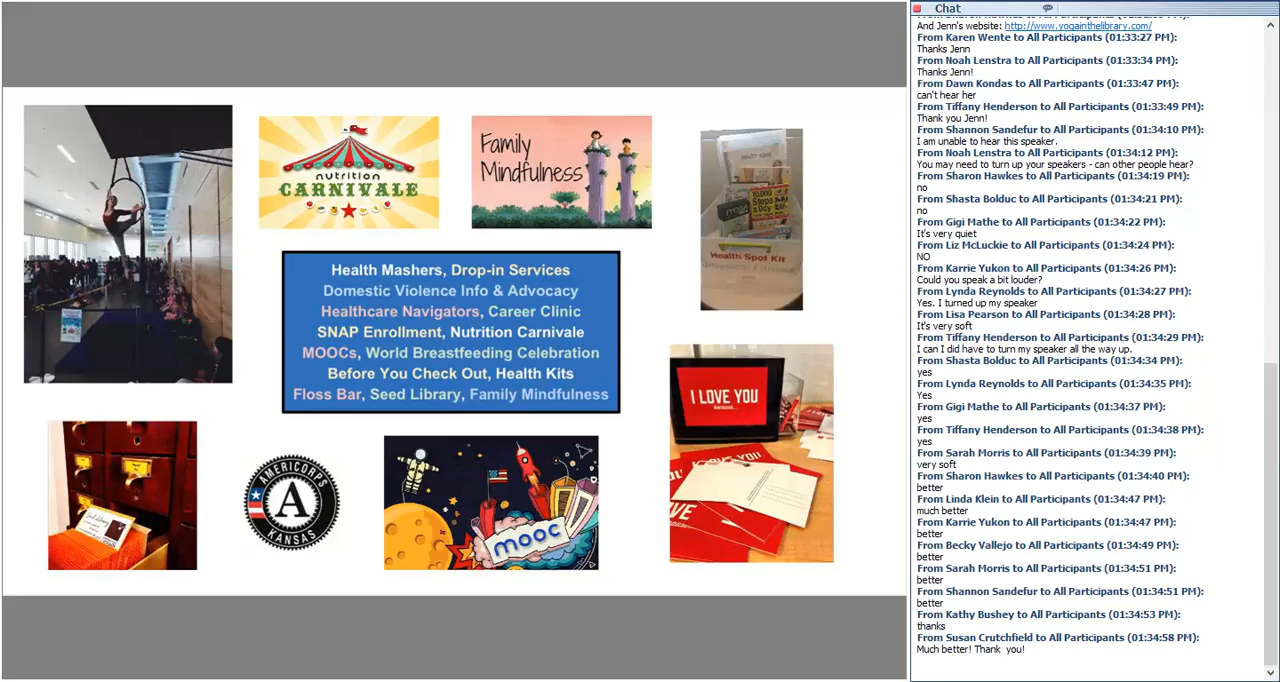 nutrition
CARNIVALE
Family
Mindfulness
10,000
Steps
a Day
Health Spot Kit
Health Mashers, Drop-in Services
Domestic Violence Info & Advocacy
Healthcare Navigators, Career Clinic
SNAP Enrollment, Nutrition Carnivale
MOOCs, World Breastfeeding Celebration
Before You Check Out, Health Kits
Floss Bar, Seed Library, Family Mindfulness
I LOVE YOU
AMERICORPS
A
KANSAS
mooc
Chat
And Jenn's website: http://www.yogainthelibrary.com/
From Karen Wente to All Participants (01:33:27 PM):
Thanks Jenn
From Noah Lenstra to All Participants (01:33:34 PM):
Thanks Jenn!
From Dawn Kondas to All Participants (01:33:47 PM):
can't hear her
From Tiffany Henderson to All Participants (01:33:49 PM):
Thank you Jenn!
From Shannon Sandefur to All Participants (01:34:10 PM):
I am unable to hear this speaker.
From Noah Lenstra to All Participants (01:34:12 PM):
You may need to turn up your speakers - can other people hear?
From Sharon Hawkes to All Participants (01:34:19 PM):
no
From Shasta Bolduc to All Participants (01:34:21 PM):
no
From Gigi Mathe to All Participants (01:34:22 PM):
It's very quiet
From Liz McLuckie to All Participants (01:34:24 PM):
NO
From Karrie Yukon to All Participants (01:34:26 PM):
Could you speak a bit louder?
From Lynda Reynolds to All Participants (01:34:27 PM):
Yes. I turned up my speaker
From Lisa Pearson to All Participants (01:34:28 PM):
It's very soft
From Tiffany Henderson to All Participants (01:34:29 PM):
I can I did have to turn my speaker all the way up.
From Shasta Bolduc to All Participants (01:34:34 PM):
yes
From Lynda Reynolds to All Participants (01:34:35 PM):
Yes
From Gigi Mathe to All Participants (01:34:37 PM):
yes
From Tiffany Henderson to All Participants (01:34:38 PM):
yes
From Sarah Morris to All Participants (01:34:39 PM):
very soft
From Sharon Hawkes to All Participants (01:34:40 PM):
better
From Linda Klein to All Participants (01:34:47 PM):
much better
From Karrie Yukon to All Participants (01:34:47 PM):
better
From Becky Vallejo to All Participants (01:34:49 PM):
better
From Sarah Morris to All Participants (01:34:51 PM):
better
From Shannon Sandefur to All Participants (01:34:51 PM):
better
From Kathy Bushey to All Participants (01:34:53 PM):
thanks
From Susan Crutchfield to All Participants (01:34:58 PM):
Much better! Thank you!